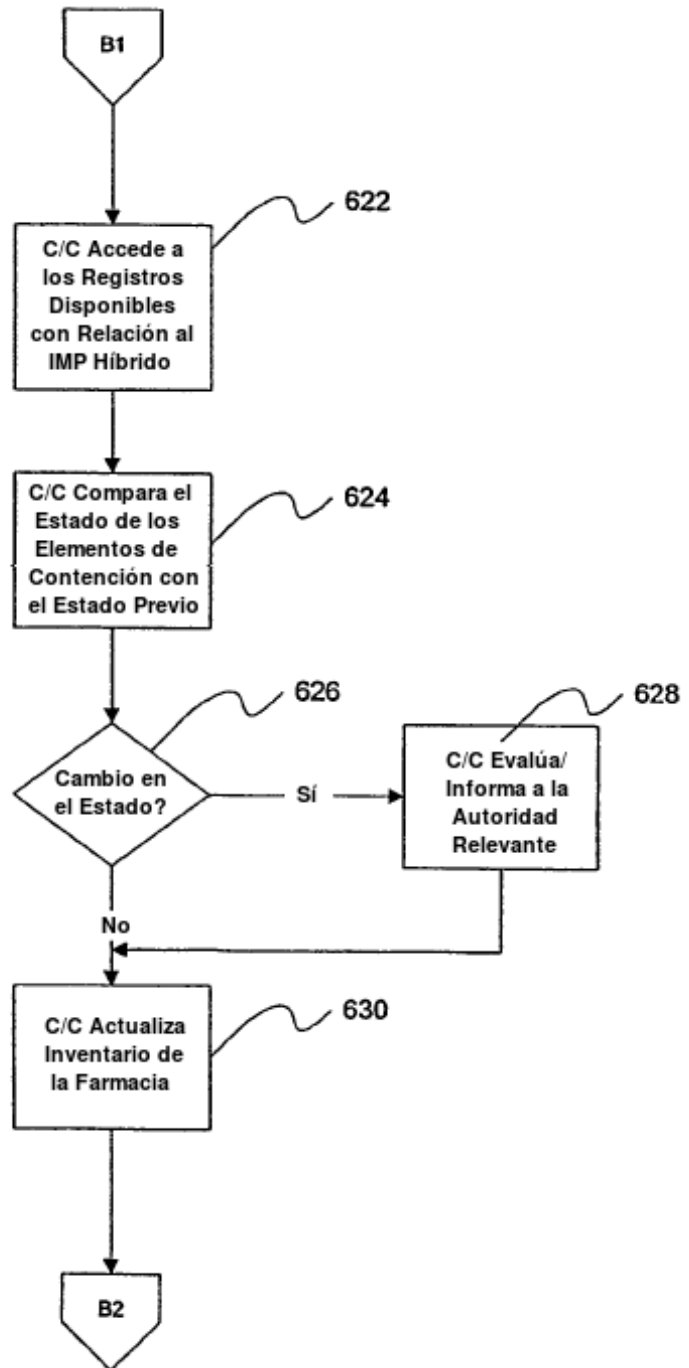 B1
622
C/C Accede a
los Registros
Disponibles
con Relación al
IMP Híbrido
C/C Compara el
Estado de los
Elementos de
Contención con
el Estado Previo
624
626
Cambio en
el Estado?
Sí
628
C/C Evalúa/
Informa a la
Autoridad
Relevante
No
C/C Actualiza
Inventario de
la Farmacia
630
B2